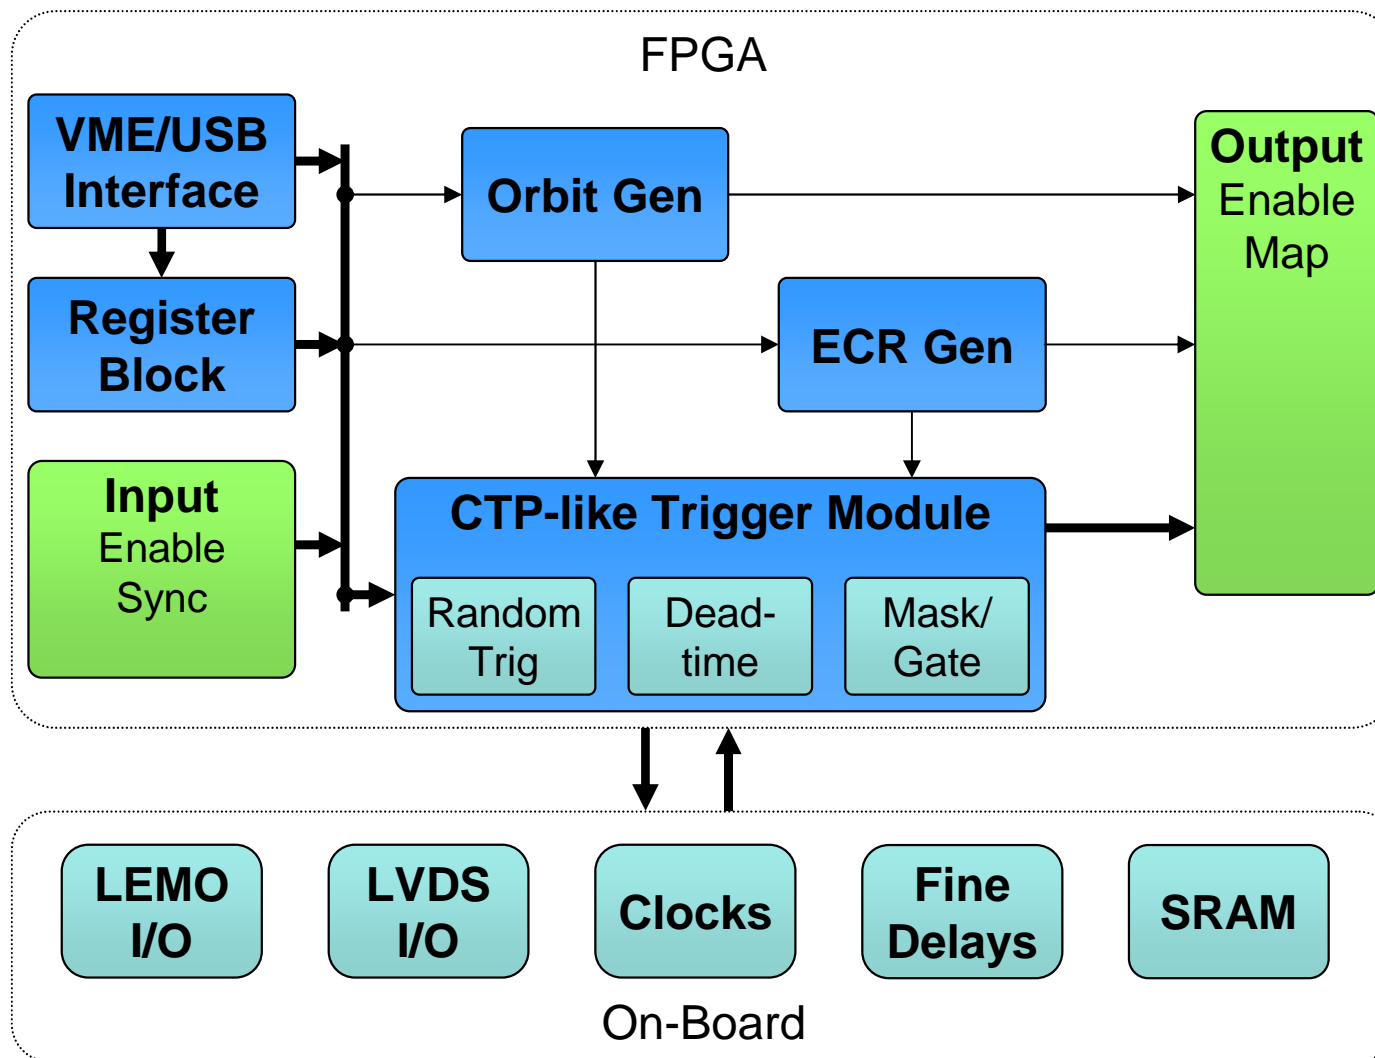 FPGA
VME/USB
Interface
Orbit Gen
Output
Enable
Map
Register
Block
ECR Gen
Input
Enable
Sync
CTP-like Trigger Module
Random
Trig
Dead-
time
Mask/
Gate
LEMO
I/O
LVDS
I/O
Clocks
Fine
Delays
SRAM
On-Board